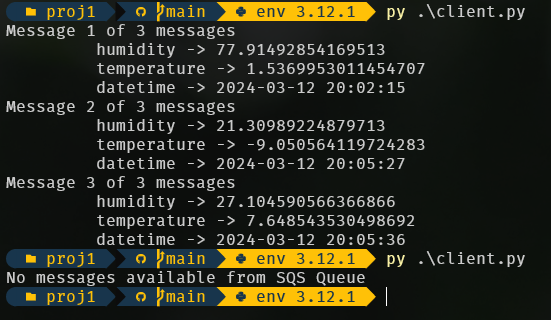 proj1 main env 3.12.1 py .\client.py
Message 1 of 3 messages
humidity -> 77.91492854169513
temperature -> 1.5369953011454707
datetime -> 2024-03-12 20:02:15
Message 2 of 3 messages
humidity -> 21.30989224879713
temperature -> -9.050564119724283
datetime -> 2024-03-12 20:05:27
Message 3 of 3 messages
humidity -> 27.104590566366866
temperature -> 7.648543530498692
datetime -> 2024-03-12 20:05:36
proj1 main env 3.12.1 py .\client.py
No messages available from SQS Queue
proj1 main env 3.12.1